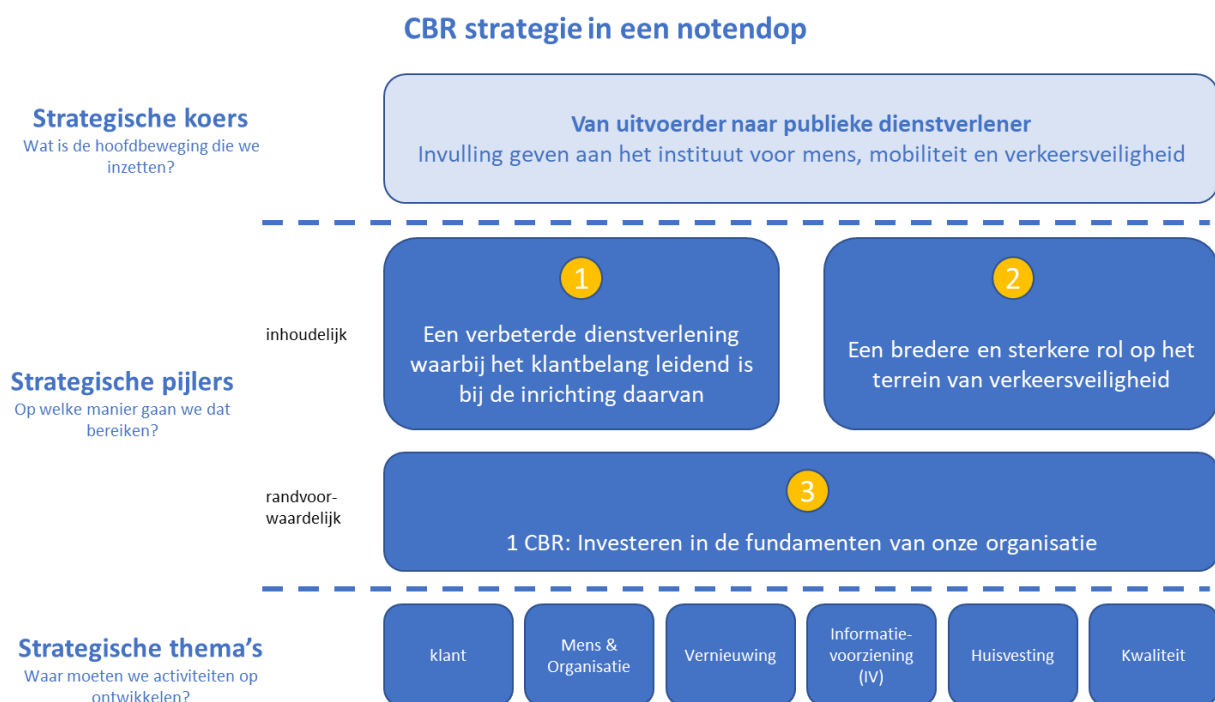 CBR strategie in een notendop
Strategische koers
Wat is de hoofdbeweging die we
inzetten?
Van uitvoerder naar publieke dienstverlener
Invulling geven aan het instituut voor mens, mobiliteit en verkeersveiligheid
Strategische pijlers
Op welke manier gaan we dat
bereiken?
inhoudelijk
1
Een verbeterde dienstverlening
waarbij het klantbelang leidend is
bij de inrichting daarvan
2
Een bredere en sterkere rol op het
terrein van verkeersveiligheid
randvoor-
waardelijk
3
1 CBR: Investeren in de fundamenten van onze organisatie
Strategische thema's
Waar moeten we activiteiten op
ontwikkelen?
klant
Mens &
Organisatie
Vernieuwing
Informatie-
voorziening
(IV)
Huisvesting
Kwaliteit